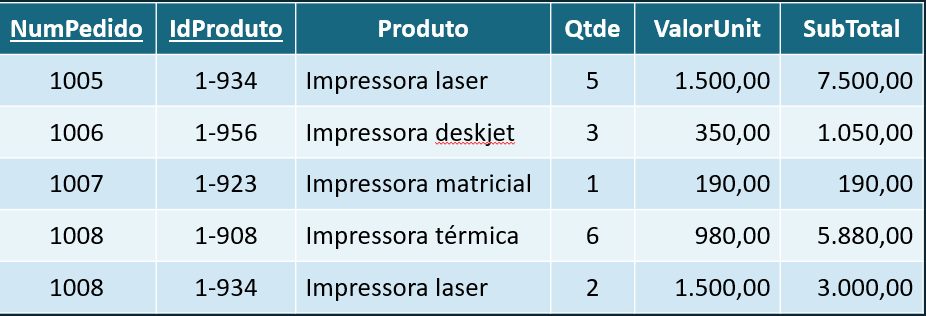 NumPedido IdProduto Produto Qtde ValorUnit SubTotal
1005 1-934 Impressora laser 5 1.500,00 7.500,00
1006 1-956 Impressora deskjet 3 350,00 1.050,00
1007 1-923 Impressora matricial 1 190,00 190,00
1008 1-908 Impressora térmica 6 980,00 5.880,00
1008 1-934 Impressora laser 2 1.500,00 3.000,00